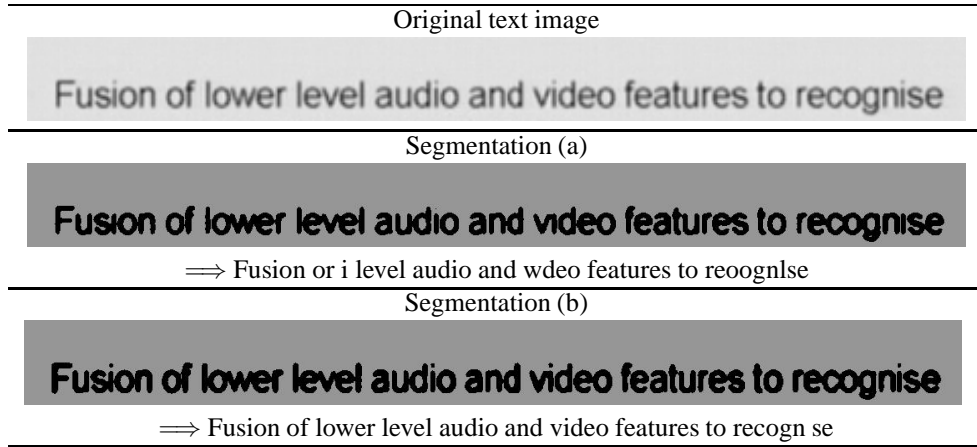 Original text image
Fusion of lower level audio and video features to recognise
Segmentation (a)
Fusion of lower level audio and video features to recognise
⟹ Fusion or i level audio and wdeo features to reoognlse
Segmentation (b)
Fusion of lower level audio and video features to recognise
⟹ Fusion of lower level audio and video features to recogn se